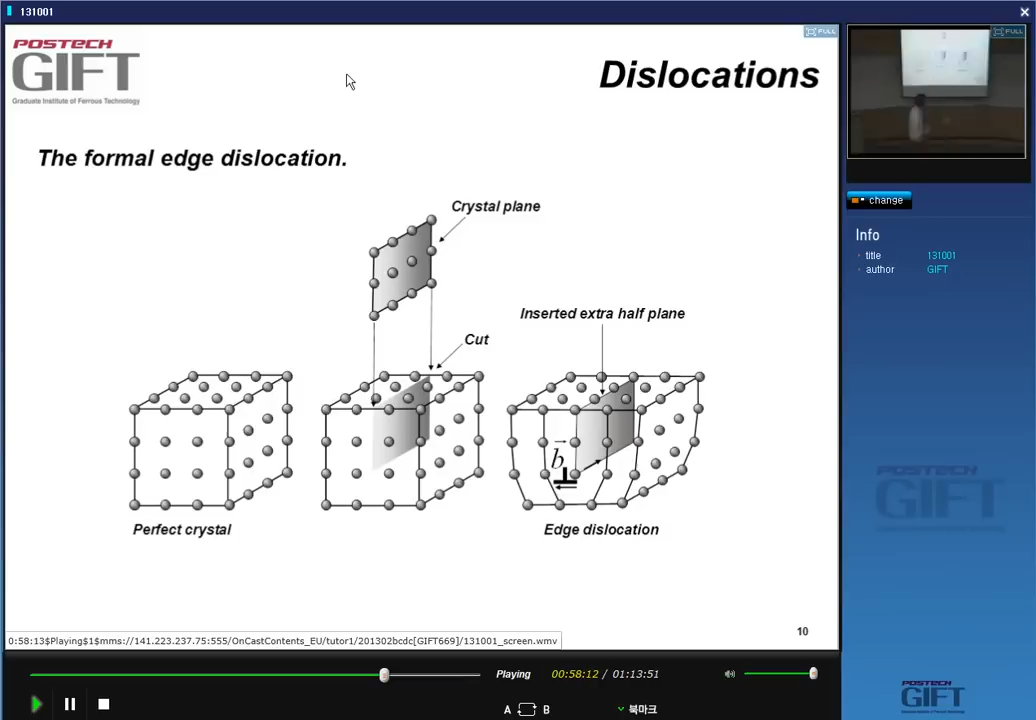 131001
POSTECH
GIFT
Graduate Institute of Ferrous Technology
Dislocations
FULL
FULL
The formal edge dislocation.
change
Crystal plane
Info
title 131001
author GIFT
Inserted extra half plane
Cut
b
Perfect crystal
Edge dislocation
POSTECH
GIFT
10
0:58:13$Playing$1$mms://141.223.237.75:555/OnCastContents_EU/tutor1/201302bcdc[GIFT669]/131001_screen.wmv
Playing 00:58:12 / 01:13:51
A B 북마크
POSTECH
GIFT